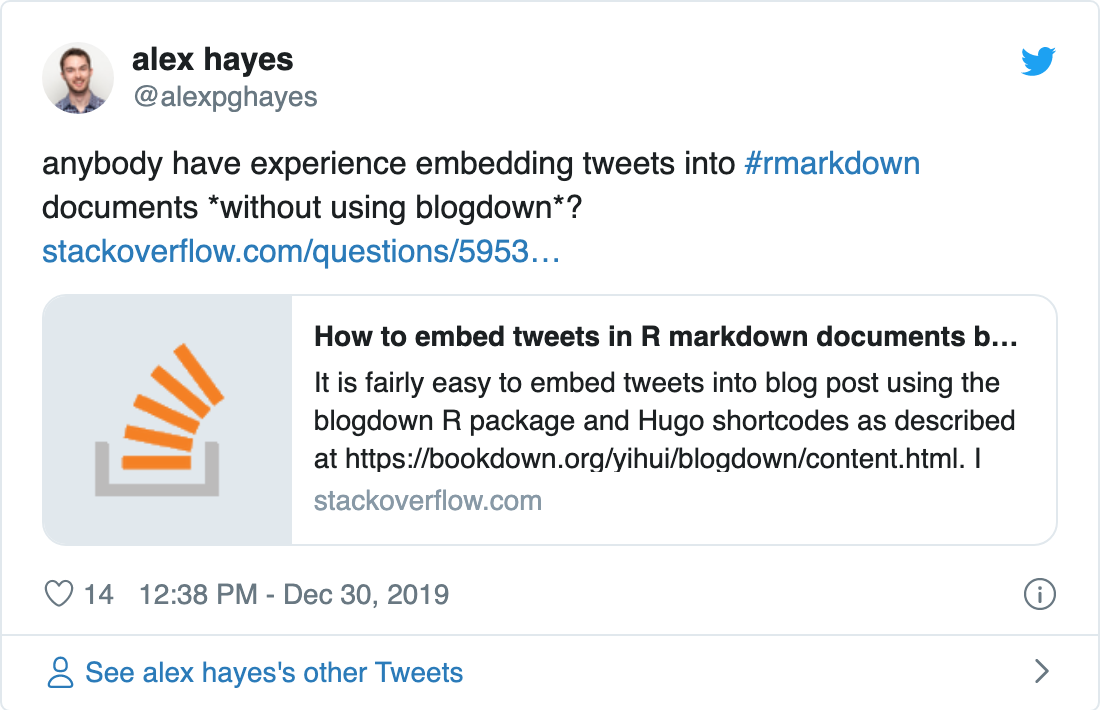 alex hayes
@alexpghayes
anybody have experience embedding tweets into #rmarkdown
documents *without using blogdown*?
stackoverflow.com/questions/5953…
How to embed tweets in R markdown documents b…
It is fairly easy to embed tweets into blog post using the
blogdown R package and Hugo shortcodes as described
at https://bookdown.org/yihui/blogdown/content.html. I
stackoverflow.com
14 12:38 PM - Dec 30, 2019
See alex hayes's other Tweets